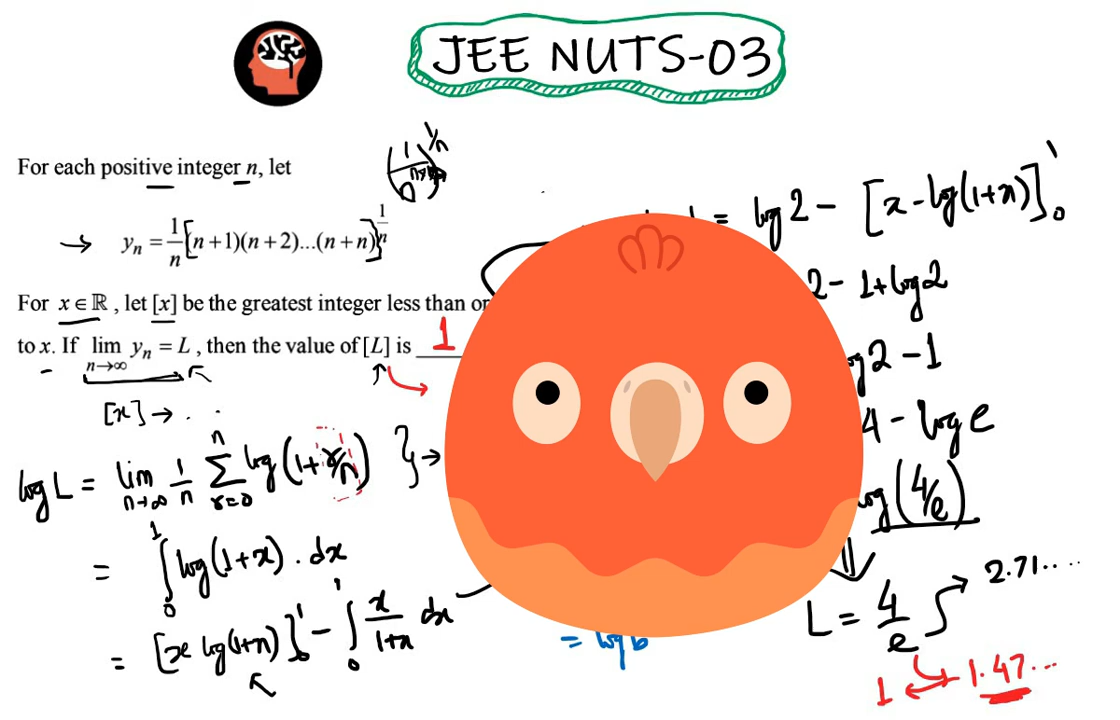 JEE NUTS-03
For each positive integer n, let
y_n = 1/n [n+1)(n+2)...(n+n)}^{1/n}
For x ∈ ℝ, let [x] be the greatest integer less than or
to x. If lim_{n→∞} y_n = L, then the value of [L] is 1
[x] → . .
log L = lim_{n→∞} 1/n Σ_{r=0}^{n} log(1+r/n) } →
= ∫_0^1 log(1+x) . dx
= [x log(1+x)]_0^1 - ∫_0^1 x/(1+x) dx
= log 2 - [x - log(1+x)]_0^1
2 - 1 + log 2
2 - 1
4 - log e
log(4/e)
L = 4/e → 2.71....
1 ← 1.47...
= log b